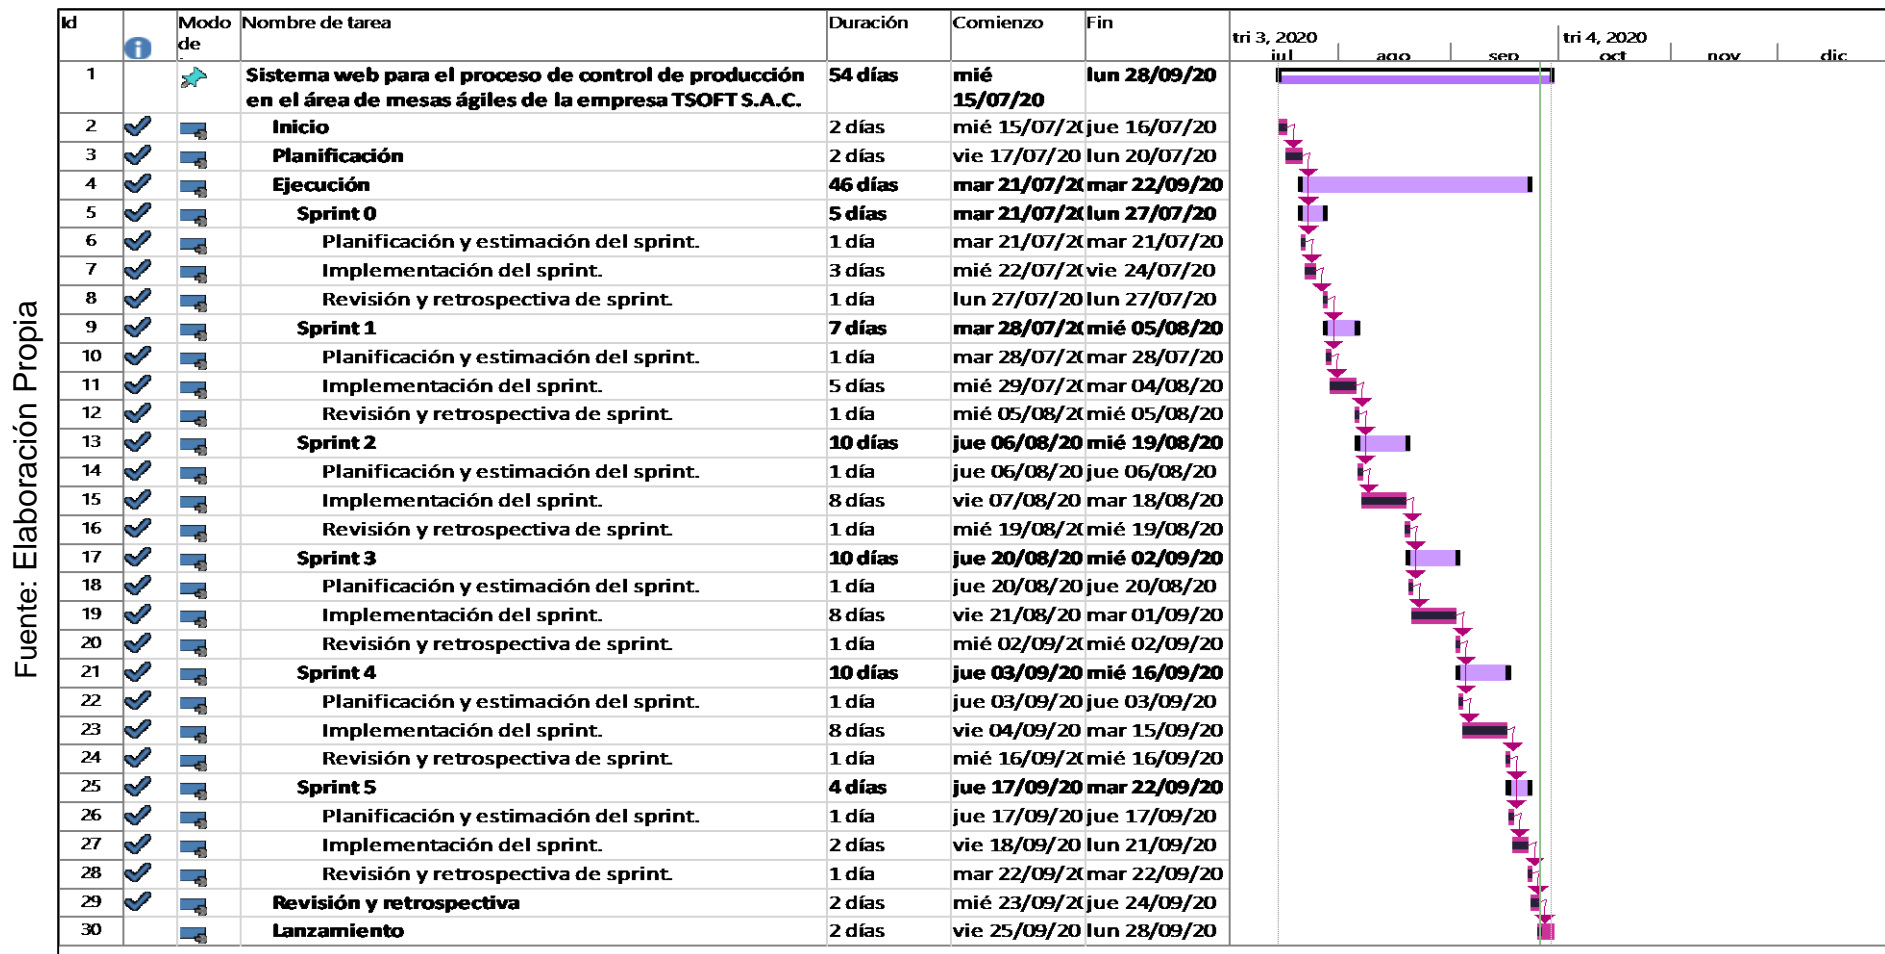 Fuente: Elaboración Propia
Id Modo de Nombre de tarea Duración Comienzo Fin
tri 3, 2020 tri 4, 2020
jul ago sep oct nov dic
1 Sistema web para el proceso de control de producción en el área de mesas ágiles de la empresa TSOFT S.A.C. 54 días mié 15/07/20 lun 28/09/20
2 Inicio 2 días mié 15/07/20 jue 16/07/20
3 Planificación 2 días vie 17/07/20 lun 20/07/20
4 Ejecución 46 días mar 21/07/20 mar 22/09/20
5 Sprint 0 5 días mar 21/07/20 lun 27/07/20
6 Planificación y estimación del sprint. 1 día mar 21/07/20 mar 21/07/20
7 Implementación del sprint. 3 días mié 22/07/20 vie 24/07/20
8 Revisión y retrospectiva de sprint. 1 día lun 27/07/20 lun 27/07/20
9 Sprint 1 7 días mar 28/07/20 mié 05/08/20
10 Planificación y estimación del sprint. 1 día mar 28/07/20 mar 28/07/20
11 Implementación del sprint. 5 días mié 29/07/20 mar 04/08/20
12 Revisión y retrospectiva de sprint. 1 día mié 05/08/20 mié 05/08/20
13 Sprint 2 10 días jue 06/08/20 mié 19/08/20
14 Planificación y estimación del sprint. 1 día jue 06/08/20 jue 06/08/20
15 Implementación del sprint. 8 días vie 07/08/20 mar 18/08/20
16 Revisión y retrospectiva de sprint. 1 día mié 19/08/20 mié 19/08/20
17 Sprint 3 10 días jue 20/08/20 mié 02/09/20
18 Planificación y estimación del sprint. 1 día jue 20/08/20 jue 20/08/20
19 Implementación del sprint. 8 días vie 21/08/20 mar 01/09/20
20 Revisión y retrospectiva de sprint. 1 día mié 02/09/20 mié 02/09/20
21 Sprint 4 10 días jue 03/09/20 mié 16/09/20
22 Planificación y estimación del sprint. 1 día jue 03/09/20 jue 03/09/20
23 Implementación del sprint. 8 días vie 04/09/20 mar 15/09/20
24 Revisión y retrospectiva de sprint. 1 día mié 16/09/20 mié 16/09/20
25 Sprint 5 4 días jue 17/09/20 mar 22/09/20
26 Planificación y estimación del sprint. 1 día jue 17/09/20 jue 17/09/20
27 Implementación del sprint. 2 días vie 18/09/20 lun 21/09/20
28 Revisión y retrospectiva de sprint. 1 día mar 22/09/20 mar 22/09/20
29 Revisión y retrospectiva 2 días mié 23/09/20 jue 24/09/20
30 Lanzamiento 2 días vie 25/09/20 lun 28/09/20